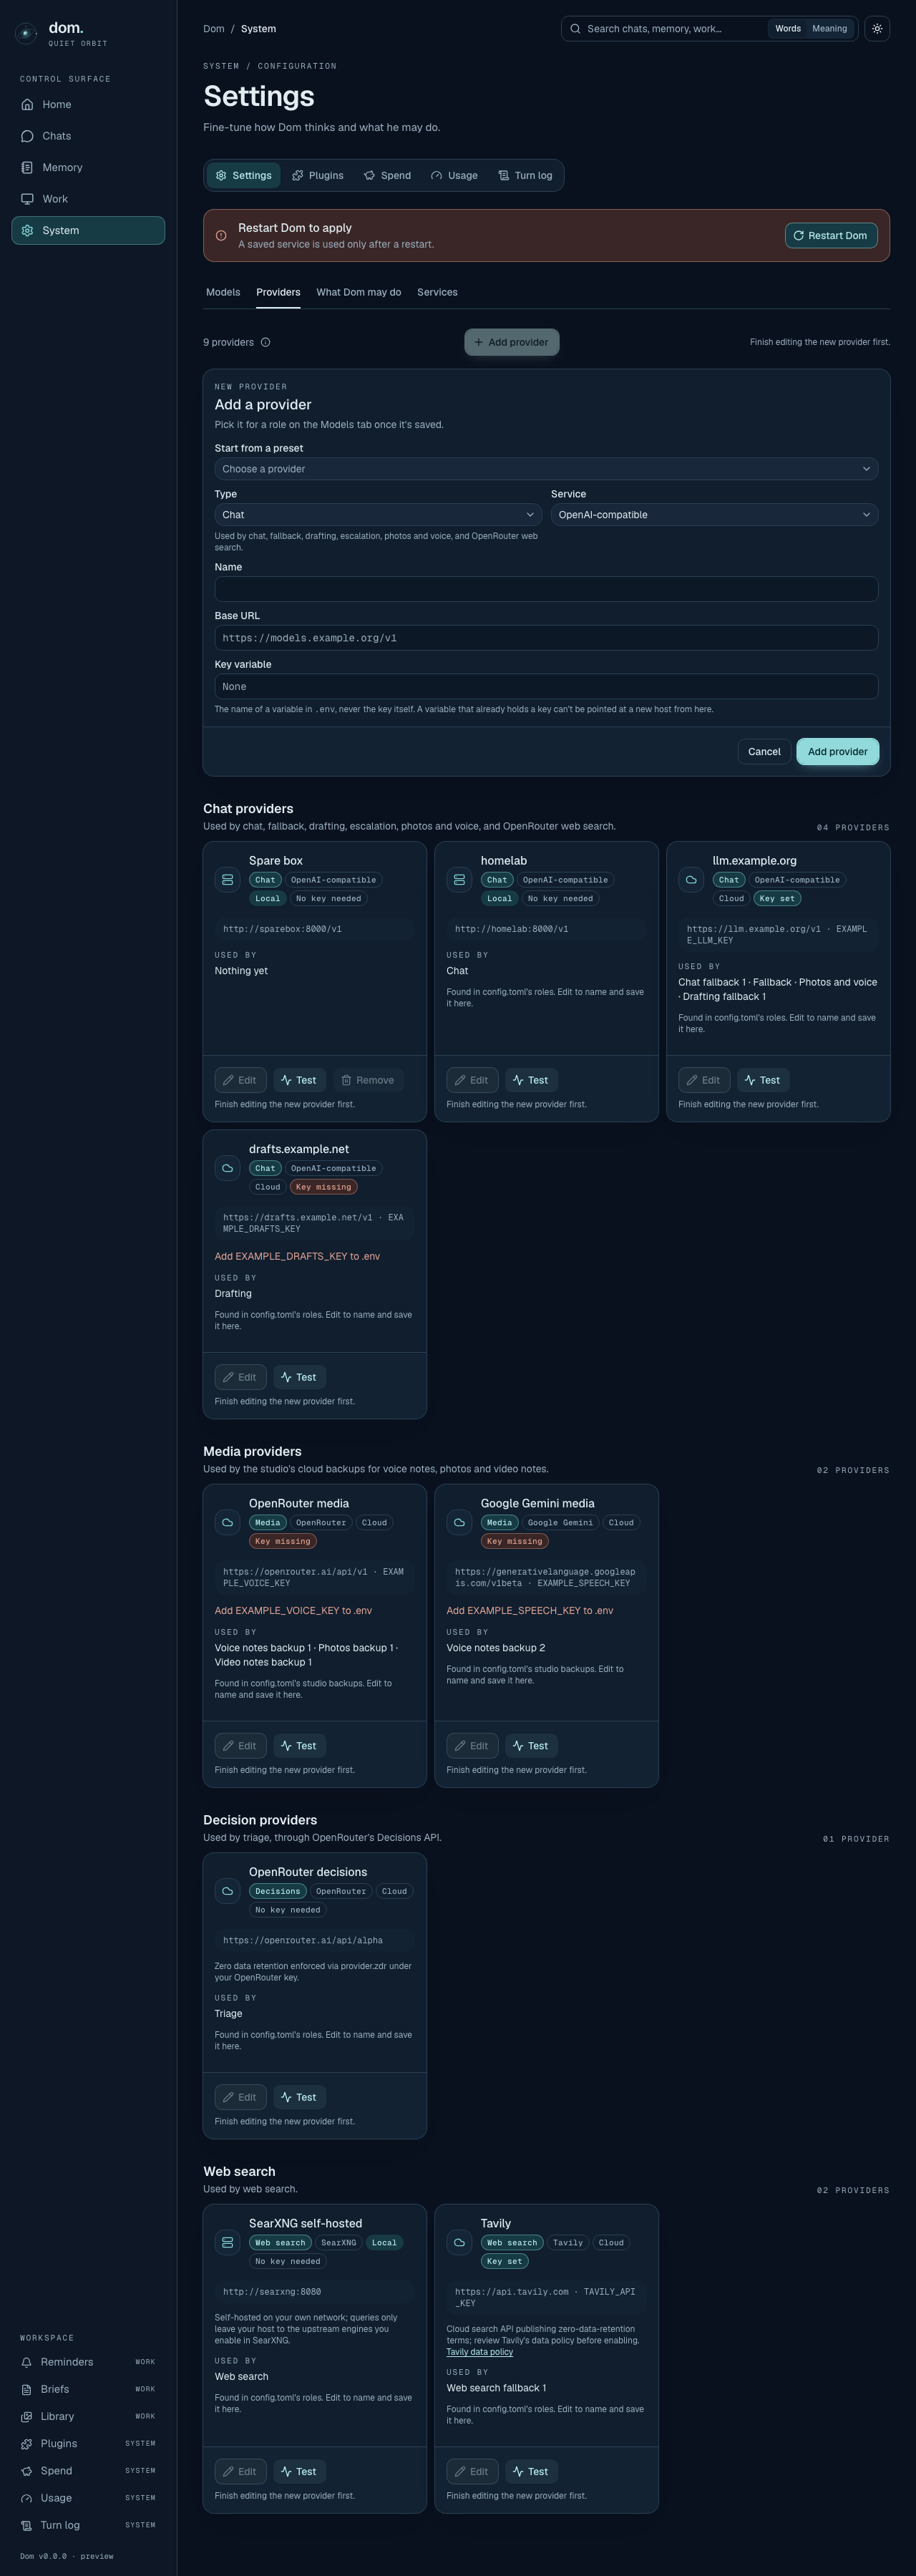 dom.
QUIET ORBIT
CONTROL SURFACE
Home
Chats
Memory
Work
System
Dom / System
Search chats, memory, work...
Words
Meaning
SYSTEM / CONFIGURATION
Settings
Fine-tune how Dom thinks and what he may do.
Settings
Plugins
Spend
Usage
Turn log
Restart Dom to apply
A saved service is used only after a restart.
Restart Dom
Models
Providers
What Dom may do
Services
9 providers
Add provider
Finish editing the new provider first.
NEW PROVIDER
Add a provider
Pick it for a role on the Models tab once it's saved.
Start from a preset
Choose a provider
Type
Service
Chat
OpenAI-compatible
Used by chat, fallback, drafting, escalation, photos and voice, and OpenRouter web
search.
Name
Base URL
https://models.example.org/v1
Key variable
None
The name of a variable in .env, never the key itself. A variable that already holds a key can't be pointed at a new host from here.
Cancel
Add provider
Chat providers
Used by chat, fallback, drafting, escalation, photos and voice, and OpenRouter web search.
04 PROVIDERS
Spare box
Chat
OpenAI-compatible
Local
No key needed
http://sparebox:8000/v1
USED BY
Nothing yet
Edit
Test
Remove
Finish editing the new provider first.
homelab
Chat
OpenAI-compatible
Local
No key needed
http://homelab:8000/v1
USED BY
Chat
Found in config.toml's roles. Edit to name and save
it here.
Edit
Test
Finish editing the new provider first.
llm.example.org
Chat
OpenAI-compatible
Cloud
Key set
https://llm.example.org/v1 · EXAMPL
E_LLM_KEY
USED BY
Chat fallback 1 · Fallback · Photos and voice
· Drafting fallback 1
Found in config.toml's roles. Edit to name and save
it here.
Edit
Test
Finish editing the new provider first.
drafts.example.net
Chat
OpenAI-compatible
Cloud
Key missing
https://drafts.example.net/v1 · EXA
MPLE_DRAFTS_KEY
Add EXAMPLE_DRAFTS_KEY to .env
USED BY
Drafting
Found in config.toml's roles. Edit to name and save
it here.
Edit
Test
Finish editing the new provider first.
Media providers
Used by the studio's cloud backups for voice notes, photos and video notes.
02 PROVIDERS
OpenRouter media
Media
OpenRouter
Cloud
Key missing
https://openrouter.ai/api/v1 · EXAM
PLE_VOICE_KEY
Add EXAMPLE_VOICE_KEY to .env
USED BY
Voice notes backup 1 · Photos backup 1 ·
Video notes backup 1
Found in config.toml's studio backups. Edit to
name and save it here.
Edit
Test
Finish editing the new provider first.
Google Gemini media
Media
Google Gemini
Cloud
Key missing
https://generativelanguage.googleap
is.com/v1beta · EXAMPLE_SPEECH_KEY
Add EXAMPLE_SPEECH_KEY to .env
USED BY
Voice notes backup 2
Found in config.toml's studio backups. Edit to
name and save it here.
Edit
Test
Finish editing the new provider first.
Decision providers
Used by triage, through OpenRouter's Decisions API.
01 PROVIDER
OpenRouter decisions
Decisions
OpenRouter
Cloud
No key needed
https://openrouter.ai/api/alpha
Zero data retention enforced via provider.zdr under
your OpenRouter key.
USED BY
Triage
Found in config.toml's roles. Edit to name and save
it here.
Edit
Test
Finish editing the new provider first.
Web search
Used by web search.
02 PROVIDERS
SearXNG self-hosted
Web search
SearXNG
Local
No key needed
http://searxng:8080
Self-hosted on your own network; queries only
leave your host to the upstream engines you
enable in SearXNG.
USED BY
Web search
Found in config.toml's roles. Edit to name and save
it here.
Edit
Test
Finish editing the new provider first.
Tavily
Web search
Tavily
Cloud
Key set
https://api.tavily.com · TAVILY_API
_KEY
Cloud search API publishing zero-data-retention
terms; review Tavily's data policy before enabling.
Tavily data policy
USED BY
Web search fallback 1
Found in config.toml's roles. Edit to name and save
it here.
Edit
Test
Finish editing the new provider first.
WORKSPACE
Reminders WORK
Briefs WORK
Library WORK
Plugins SYSTEM
Spend SYSTEM
Usage SYSTEM
Turn log SYSTEM
Dom v0.0.0 · preview